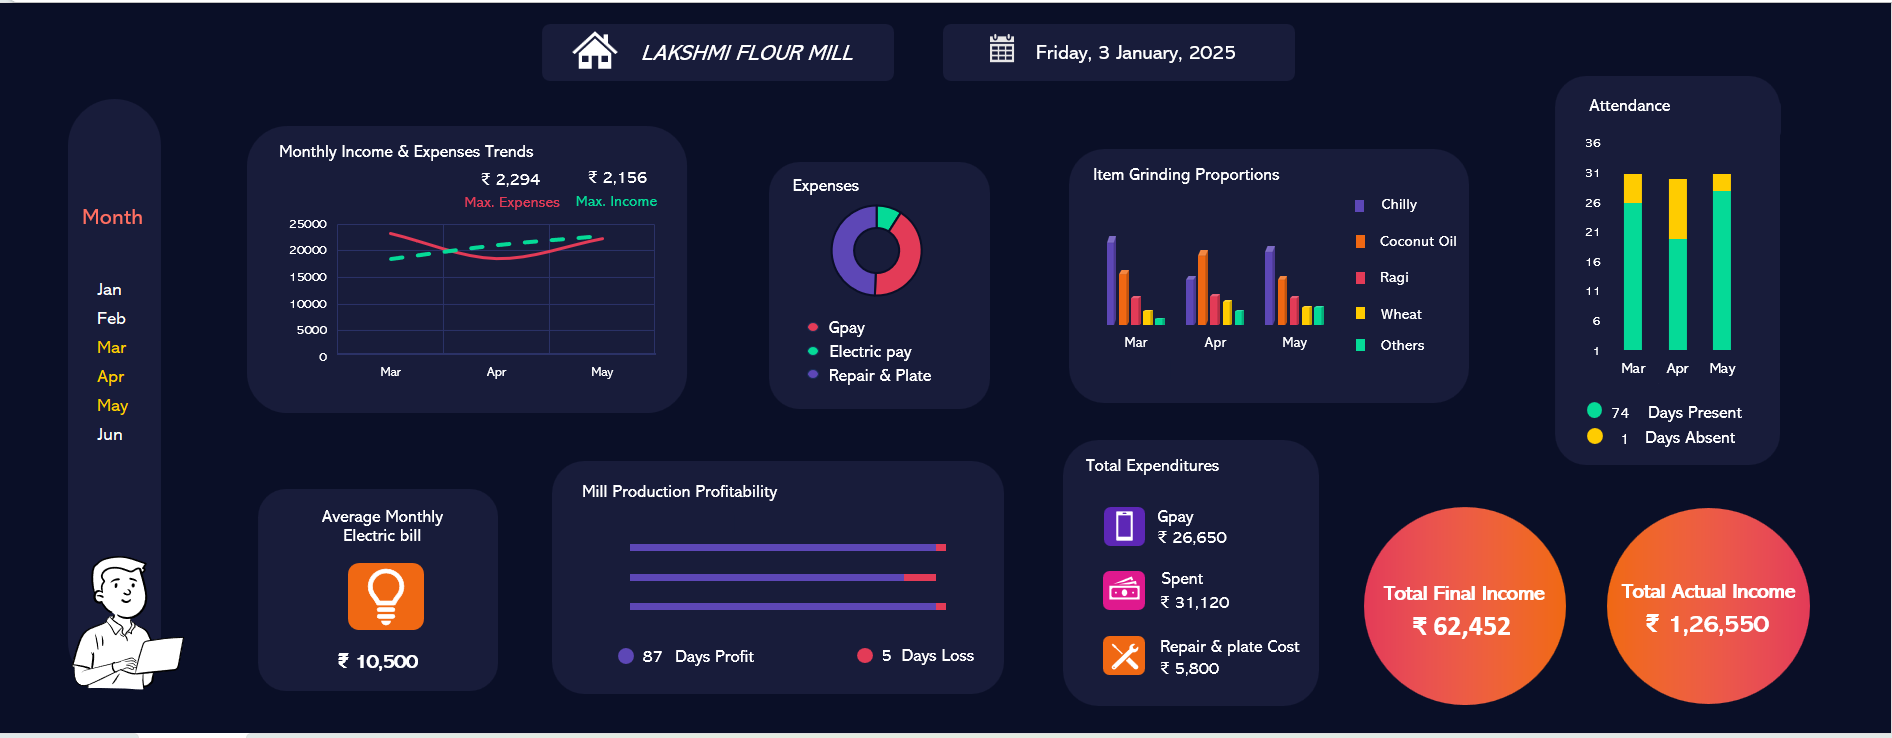 LAKSHMI FLOUR MILL
Friday, 3 January, 2025
Month
Jan
Feb
Mar
Apr
May
Jun
Monthly Income & Expenses Trends
₹ 2,294
₹ 2,156
Max. Expenses
Max. Income
25000
20000
15000
10000
5000
0
Mar Apr May
Expenses
Gpay
Electric pay
Repair & Plate
Item Grinding Proportions
Chilly
Coconut Oil
Ragi
Wheat
Others
Mar Apr May
Attendance
36
31
26
21
16
11
6
1
Mar Apr May
74 Days Present
1 Days Absent
Average Monthly
Electric bill
₹ 10,500
Mill Production Profitability
87 Days Profit
5 Days Loss
Total Expenditures
Gpay
₹ 26,650
Spent
₹ 31,120
Repair & plate Cost
₹ 5,800
Total Final Income
₹ 62,452
Total Actual Income
₹ 1,26,550